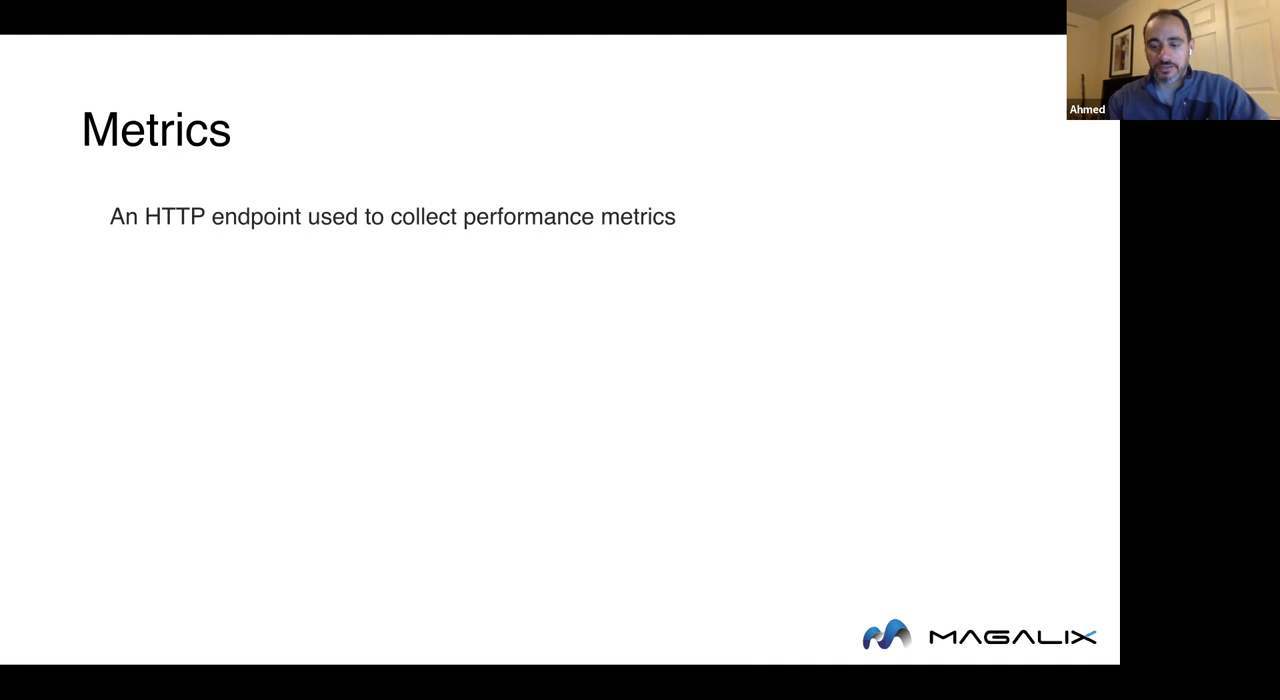 Ahmed
Metrics
An HTTP endpoint used to collect performance metrics
MAGALIX